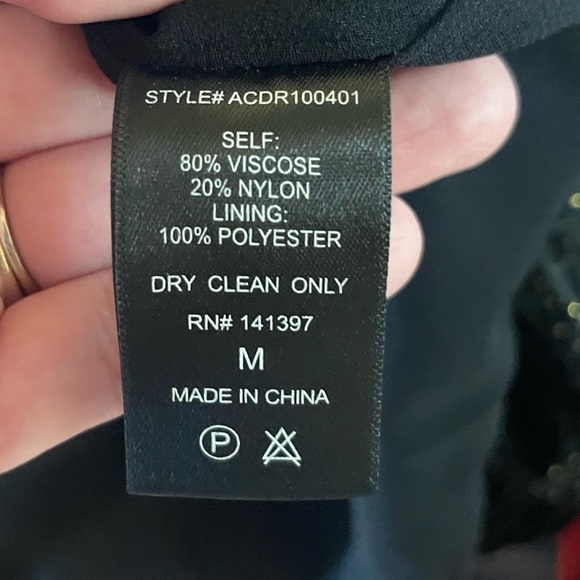 STYLE# ACDR100401
SELF:
80% VISCOSE
20% NYLON
LINING:
100% POLYESTER
DRY CLEAN ONLY
RN# 141397
M
MADE IN CHINA
P